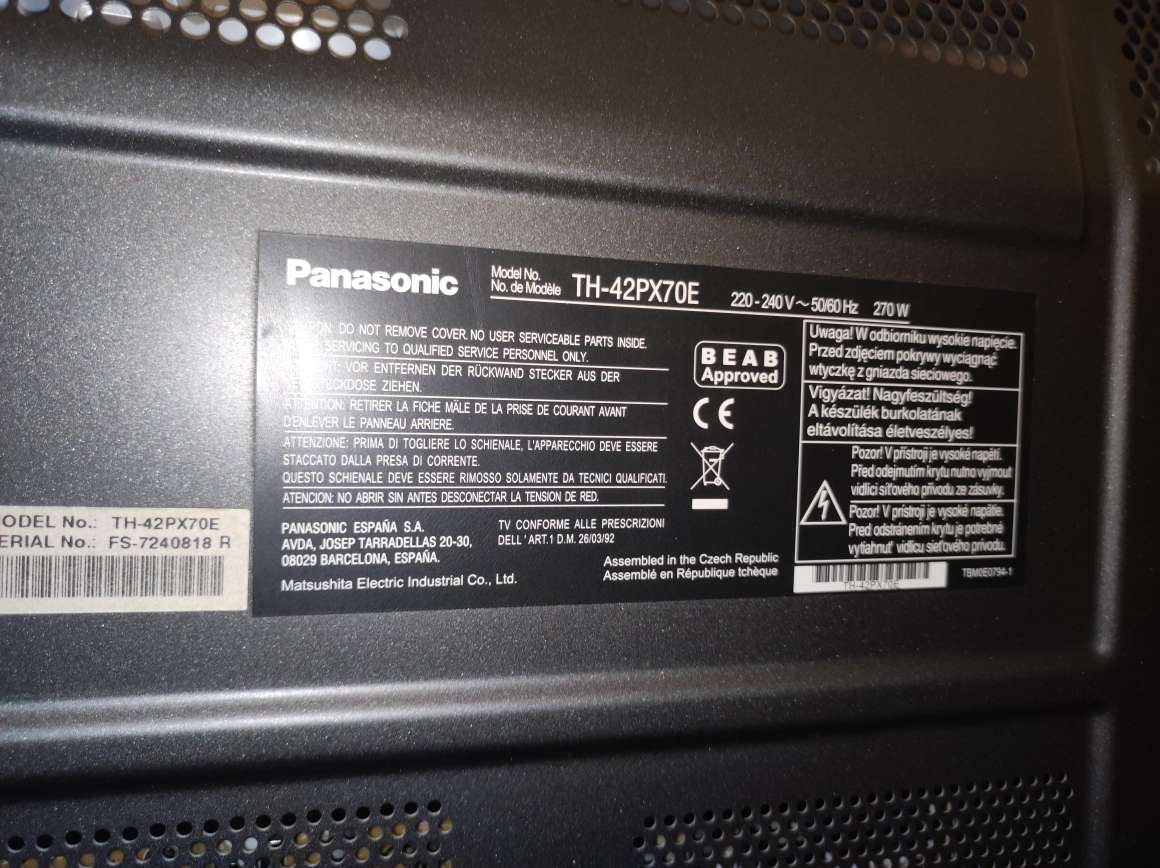 Panasonic
Model No.
No. de Modèle TH-42PX70E 220-240 V ~ 50/60 Hz 270 W
DO NOT REMOVE COVER. NO USER SERVICEABLE PARTS INSIDE.
SERVICING TO QUALIFIED SERVICE PERSONNEL ONLY.
VOR ENTFERNEN DER RÜCKWAND STECKER AUS DER
ZIEHEN.
ATTENTION: RETIRER LA FICHE MÂLE DE LA PRISE DE COURANT AVANT
D'ENLEVER LE PANNEAU ARRIERE.
ATTENZIONE: PRIMA DI TOGLIERE LO SCHIENALE, L'APPARECCHIO DEVE ESSERE
STACCATO DALLA PRESA DI CORRENTE.
QUESTO SCHIENALE DEVE ESSERE RIMOSSO SOLAMENTE DA TECNICI QUALIFICATI.
ATENCION: NO ABRIR SIN ANTES DESCONECTAR LA TENSION DE RED.
PANASONIC ESPAÑA S.A.
AVDA, JOSEP TARRADELLAS 20-30,
08029 BARCELONA, ESPAÑA.
Matsushita Electric Industrial Co., Ltd.
TV CONFORME ALLE PRESCRIZIONI
DELL'ART.1 D.M. 26/03/92
Assembled in the Czech Republic
Assemblé en République tchèque
BEAB
Approved
CE
Uwaga! W odbiorniku wysokie napięcie.
Przed zdjęciem pokrywy wyciągnąć
wtyczkę z gniazda sieciowego.
Vigyázat! Nagyfeszültség!
A készülék burkolatának
eltávolítása életveszélyes!
Pozor! V přístroji je vysoké napětí.
Před odejmutím krytu nutno vyjmout
vidlici síťového přívodu ze zásuvky.
Pozor! V prístroji je vysoké napätie.
Pred odstránením krytu je potrebné
vytiahnuť vidlicu sieťového prívodu.
TH-42PX70E
TBM0E0794-1
ODEL No.: TH-42PX70E
ERIAL No.: FS-7240818 R